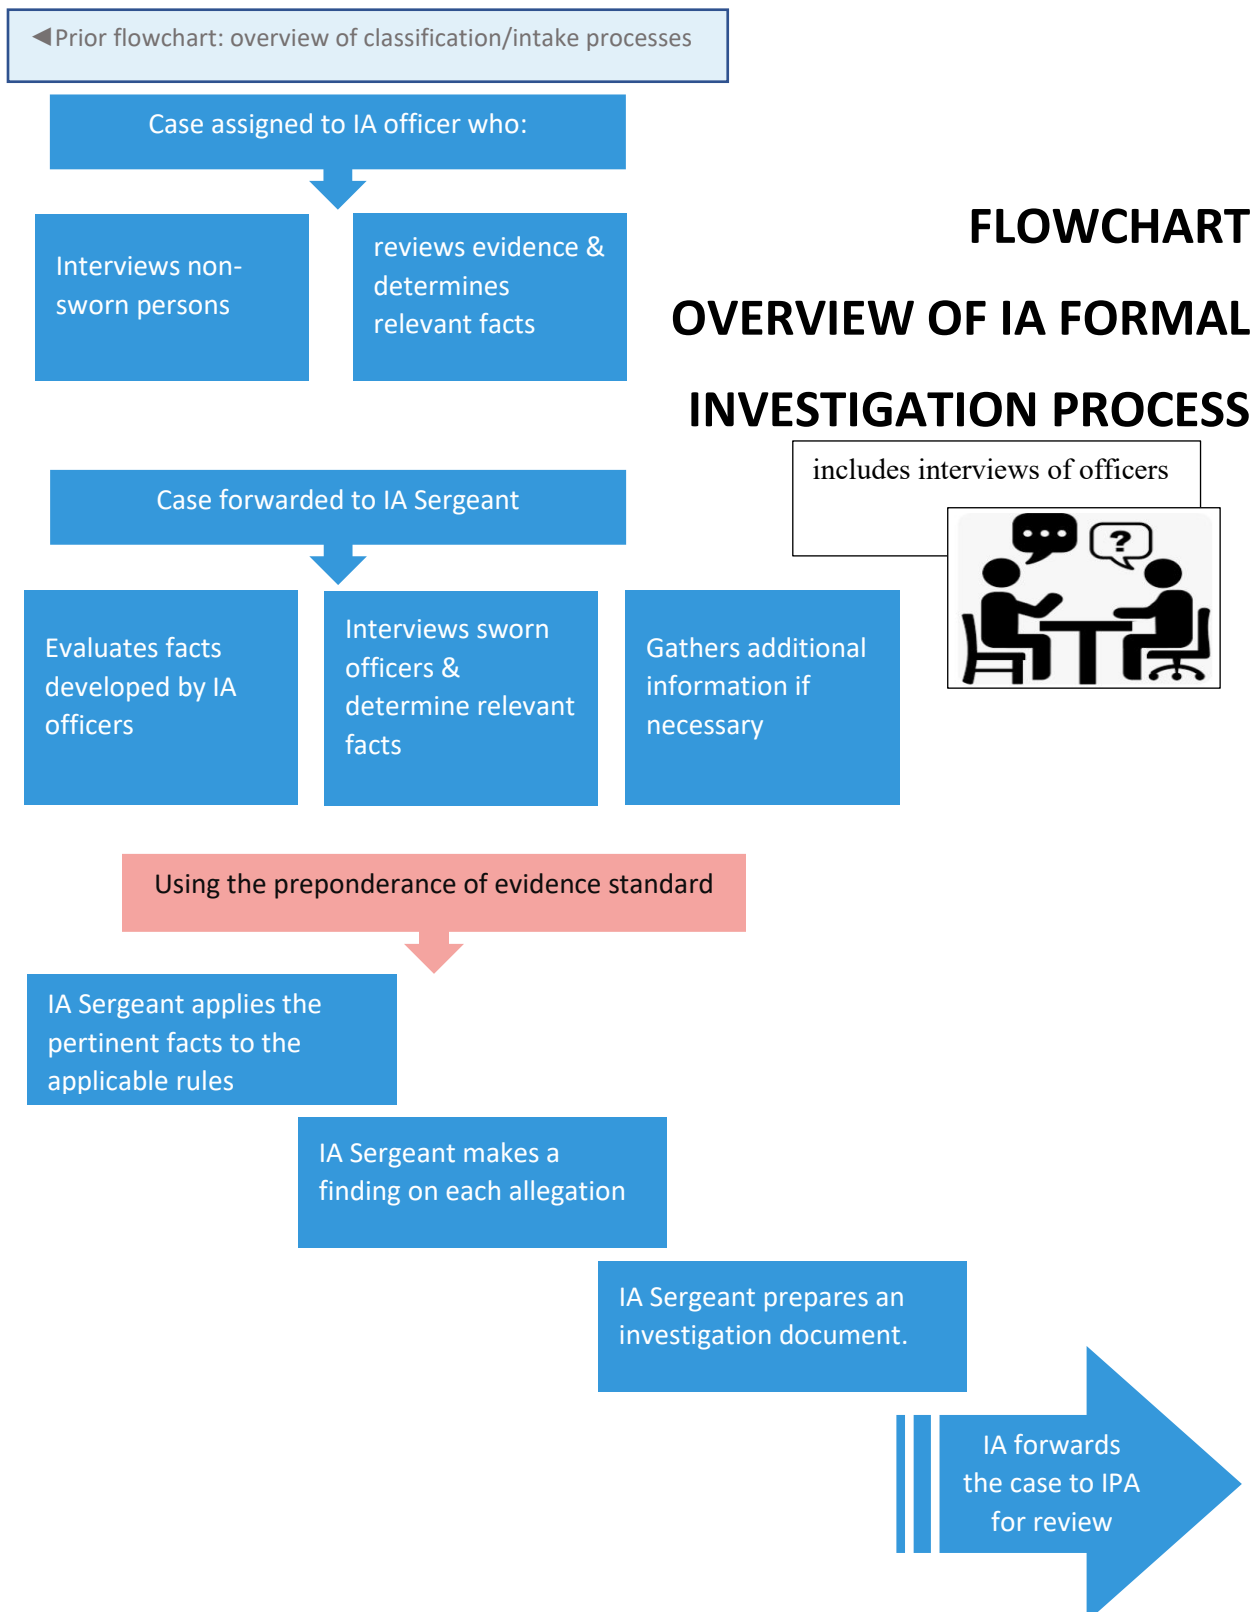 ◄Prior flowchart: overview of classification/intake processes
Case assigned to IA officer who:
Interviews non-
sworn persons
reviews evidence &
determines
relevant facts
FLOWCHART
OVERVIEW OF IA FORMAL
INVESTIGATION PROCESS
includes interviews of officers
?
Case forwarded to IA Sergeant
Evaluates facts
developed by IA
officers
Interviews sworn
officers &
determine relevant
facts
Gathers additional
information if
necessary
Using the preponderance of evidence standard
IA Sergeant applies the
pertinent facts to the
applicable rules
IA Sergeant makes a
finding on each allegation
IA Sergeant prepares an
investigation document.
IA forwards
the case to IPA
for review